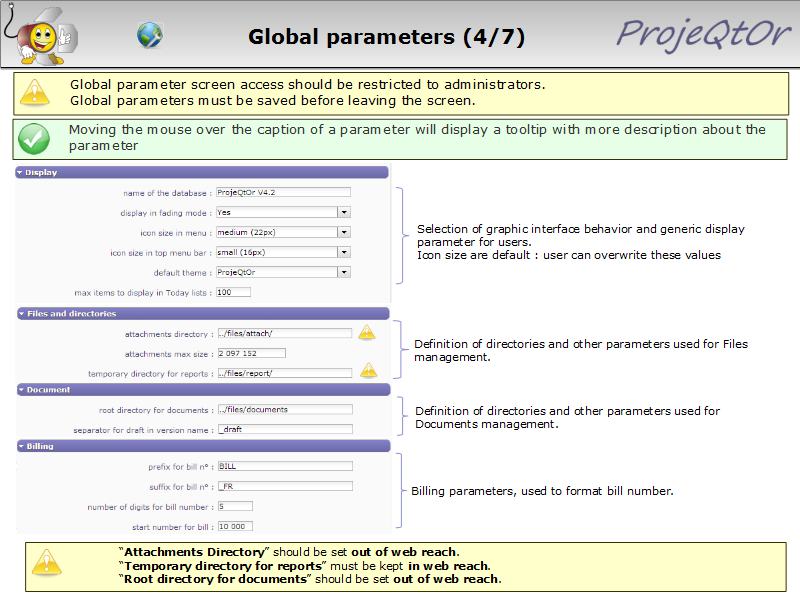 Global parameters (4/7)
ProjeQtOr
Global parameter screen access should be restricted to administrators.
Global parameters must be saved before leaving the screen.
Moving the mouse over the caption of a parameter will display a tooltip with more description about the
parameter
Display
name of the database : ProjeQtOr V4.2
display in fading mode : Yes
icon size in menu : medium (22px)
icon size in top menu bar : small (16px)
default theme : ProjeQtOr
max items to display in Today lists : 100
Selection of graphic interface behavior and generic display
parameter for users.
Icon size are default : user can overwrite these values
Files and directories
attachments directory : ../files/attach/
attachments max size : 2 097 152
temporary directory for reports : ../files/report/
Definition of directories and other parameters used for Files
management.
Document
root directory for documents : ../files/documents
separator for draft in version name : _draft
Definition of directories and other parameters used for
Documents management.
Billing
prefix for bill n° : BILL
suffix for bill n° : _FR
number of digits for bill number : 5
start number for bill : 10 000
Billing parameters, used to format bill number.
“Attachments Directory” should be set out of web reach.
“Temporary directory for reports” must be kept in web reach.
“Root directory for documents” should be set out of web reach.